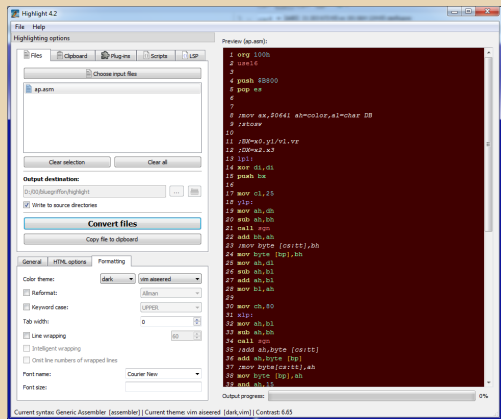 Highlight 4.2
File Help
Highlighting options
Files Clipboard Plug-ins Scripts LSP
Choose input files
ap.asm
Clear selection Clear all
Output destination:
D:/00/bluegriffon/highlight ...
Write to source directories
Convert files
Copy file to clipboard
General HTML options Formatting
Color theme: dark vim aiseered
Reformat: Allman
Keyword case: UPPER
Tab width: 0
Line wrapping 80
Intelligent wrapping
Omit line numbers of wrapped lines
Font name: Courier New
Font size:
Preview (ap.asm):
1 org 100h
2 use16
3
4 push $B800
5 pop es
6
7
8 ;mov ax,$0641 ah=color,al=char DB
9 ;stosw
10
11 ;BX=x0.y1/v1.vr
12 ;DX=x2.x3
13 lp1:
14 xor di,di
15 push bx
16
17 mov cl,25
18 ylp:
19 mov ah,dh
20 sub ah,bh
21 call sgn
22 add bh,ah
23 ;mov byte [cs:tt],bh
24 mov byte [bp],bh
25 mov ah,dl
26 sub ah,bl
27 add ah,bl
28 mov bl,ah
29
30 mov ch,80
31 xlp:
32 mov ah,bl
33 sub ah,bh
34 call sgn
35 ;add ah,byte [cs:tt]
36 add ah,byte [bp]
37 ;mov byte[cs:tt],ah
38 mov byte [bp],ah
39 and ah,15
Output progress: 0%
Current syntax: Generic Assembler [assembler] | Current theme: vim aiseered [dark,vim] | Contrast: 6.65